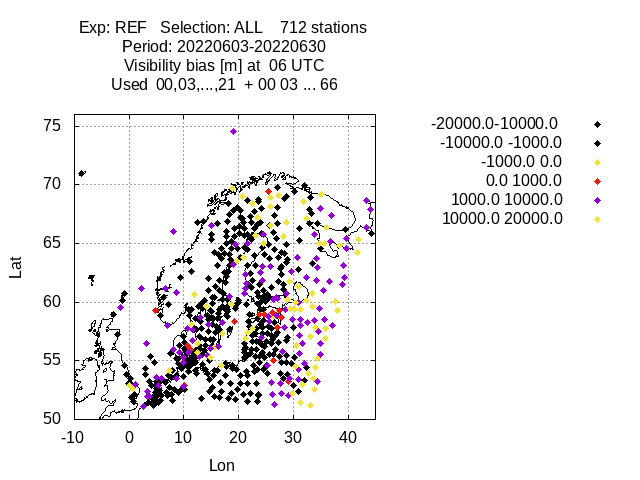 Exp: REF   Selection: ALL    712 stations
Period: 20220603-20220630
Visibility bias [m] at  06 UTC
Used  00,03,...,21  + 00 03 ... 66
-20000.0-10000.0
-10000.0 -1000.0
-1000.0 0.0
0.0 1000.0
1000.0 10000.0
10000.0 20000.0
75
70
65
60
55
50
Lat
-10 0 10 20 30 40
Lon